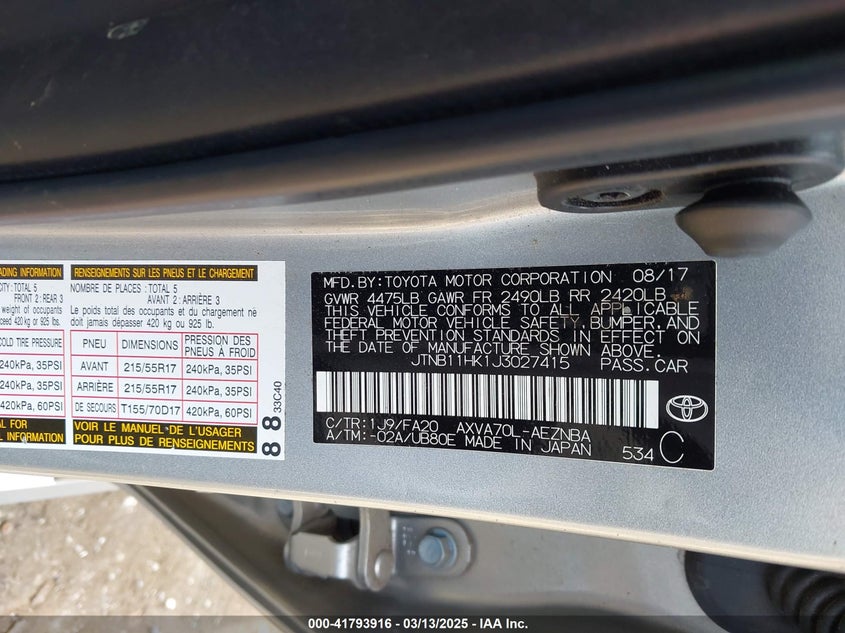 ADING INFORMATION
CITY: TOTAL 5
FRONT 2: REAR 3
weight of occupants
ceed 420 kg or 925 lbs.
COLD TIRE PRESSURE
240kPa, 35PSI
240kPa, 35PSI
420kPa, 60PSI
FOR
AL INFORMATION
RENSEIGNEMENTS SUR LES PNEUS ET LE CHARGEMENT
NOMBRE DE PLACES: TOTAL 5
AVANT 2: ARRIÈRE 3
Le poids total des occupants et du chargement ne
doit jamais dépasser 420 kg ou 925 lb.
PNEU DIMENSIONS PRESSION DES PNEUS À FROID
AVANT 215/55R17 240kPa, 35PSI
ARRIÈRE 215/55R17 240kPa, 35PSI
DE SECOURS T155/70D17 420kPa, 60PSI
VOIR LE MANUEL DE L'USAGER
POUR PLUS DE RENSEIGNEMENTS
88 33C40
MFD.BY:TOYOTA MOTOR CORPORATION 08/17
GVWR 4475LB GAWR FR 2490LB RR 2420LB
THIS VEHICLE CONFORMS TO ALL APPLICABLE
FEDERAL MOTOR VEHICLE SAFETY,BUMPER,AND
THEFT PREVENTION STANDARDS IN EFFECT ON
THE DATE OF MANUFACTURE SHOWN ABOVE.
JTNB11HK1J3027415 PASS.CAR
C/TR:1J9/FA20 AXVA70L-AEZNBA
A/TM:-02A/UB80E MADE IN JAPAN 534 C
000-41793916 / 03/13/2025 - IAA Inc.